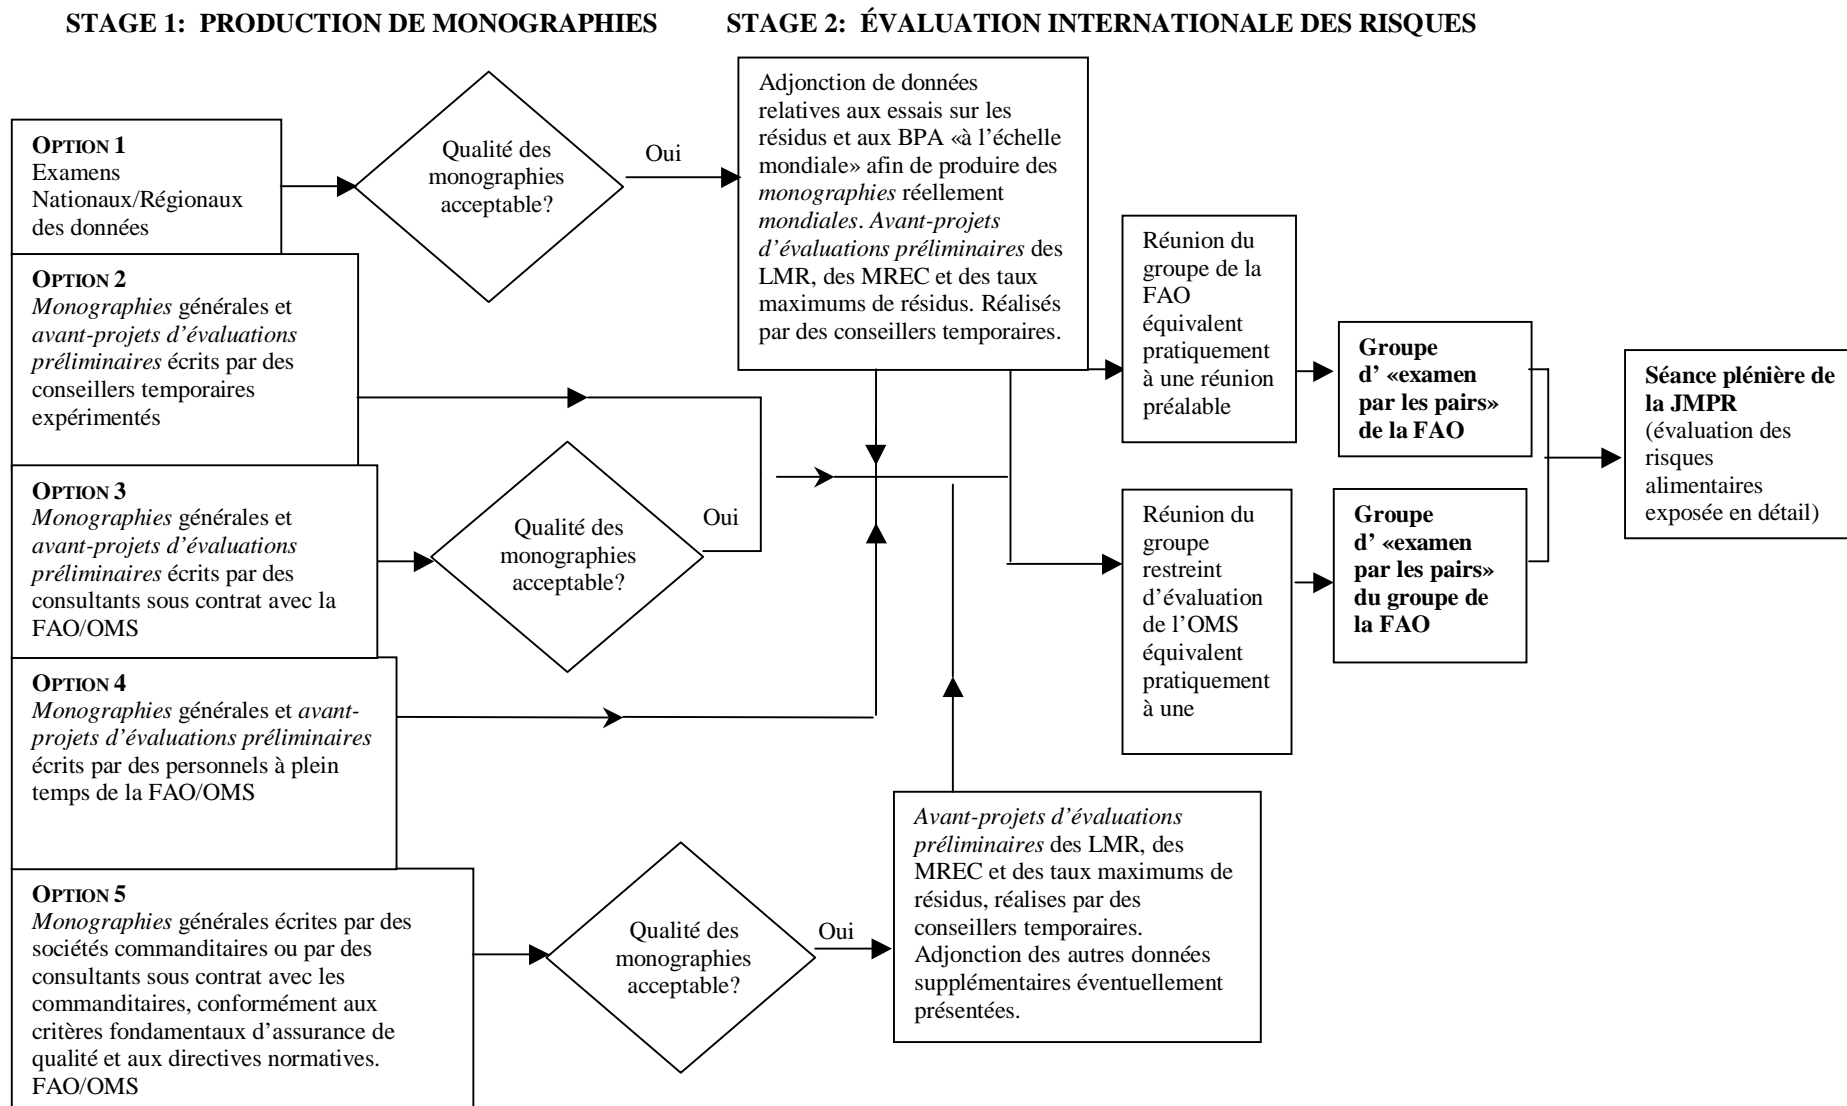 STAGE 1: PRODUCTION DE MONOGRAPHIES
STAGE 2: ÉVALUATION INTERNATIONALE DES RISQUES
OPTION 1
Examens
Nationaux/Régionaux
des données
Qualité des
monographies
acceptable?
Oui
Adjonction de données
relatives aux essais sur les
résidus et aux BPA «à l’échelle
mondiale» afin de produire des
monographies réellement
mondiales. Avant-projets
d’évaluations préliminaires des
LMR, des MREC et des taux
maximums de résidus. Réalisés
par des conseillers temporaires.
OPTION 2
Monographies générales et
avant-projets d’évaluations
préliminaires écrits par des
conseillers temporaires
expérimentés
OPTION 3
Monographies générales et
avant-projets d’évaluations
préliminaires écrits par des
consultants sous contrat avec la
FAO/OMS
Qualité des
monographies
acceptable?
Oui
OPTION 4
Monographies générales et avant-
projets d’évaluations préliminaires
écrits par des personnels à plein
temps de la FAO/OMS
OPTION 5
Monographies générales écrites par des
sociétés commanditaires ou par des
consultants sous contrat avec les
commanditaires, conformément aux
critères fondamentaux d’assurance de
qualité et aux directives normatives.
FAO/OMS
Qualité des
monographies
acceptable?
Oui
Avant-projets d’évaluations
préliminaires des LMR, des
MREC et des taux maximums de
résidus, réalises par des
conseillers temporaires.
Adjonction des autres données
supplémentaires éventuellement
présentées.
Réunion du
groupe de la
FAO
équivalent
pratiquement
à une réunion
préalable
Groupe
d’ «examen
par les pairs»
de la FAO
Réunion du
groupe
restreint
d’évaluation
de l’OMS
équivalent
pratiquement
à une
Groupe
d’ «examen
par les pairs»
du groupe de
la FAO
Séance plénière de
la JMPR
(évaluation des
risques
alimentaires
exposée en détail)